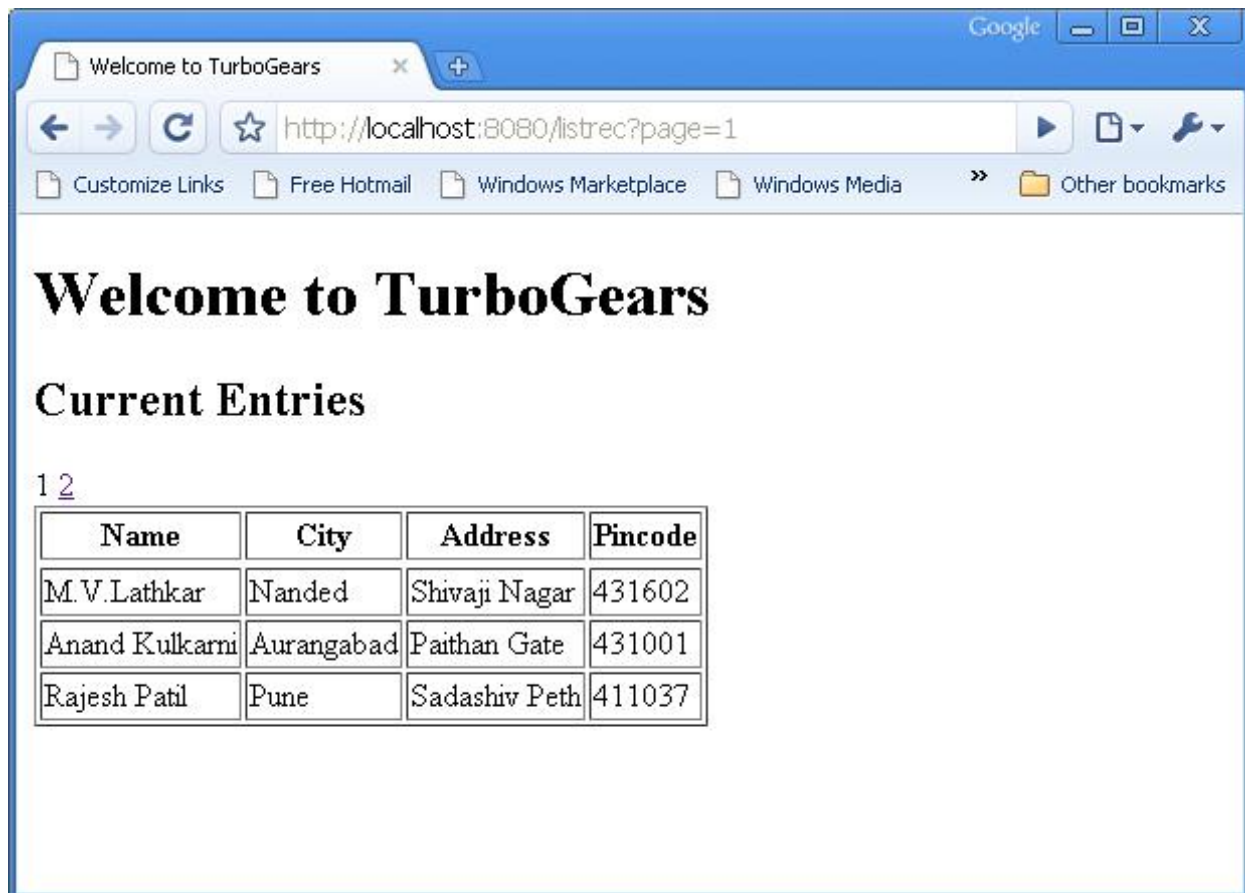 Google
Welcome to TurboGears
http://localhost:8080/listrec?page=1
Customize Links Free Hotmail Windows Marketplace Windows Media » Other bookmarks
Welcome to TurboGears
Current Entries
1 2
Name City Address Pincode
M.V.Lathkar Nanded Shivaji Nagar 431602
Anand Kulkarni Aurangabad Paithan Gate 431001
Rajesh Patil Pune Sadashiv Peth 411037